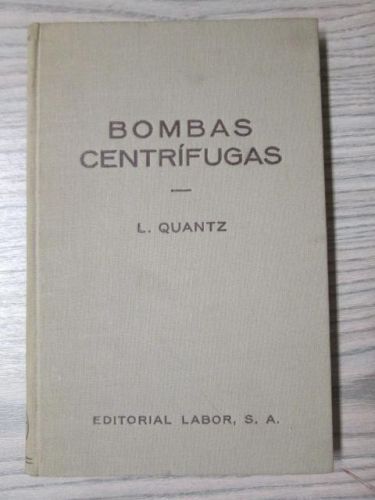 BOMBAS
CENTRÍFUGAS
L. QUANTZ
EDITORIAL LABOR, S. A.